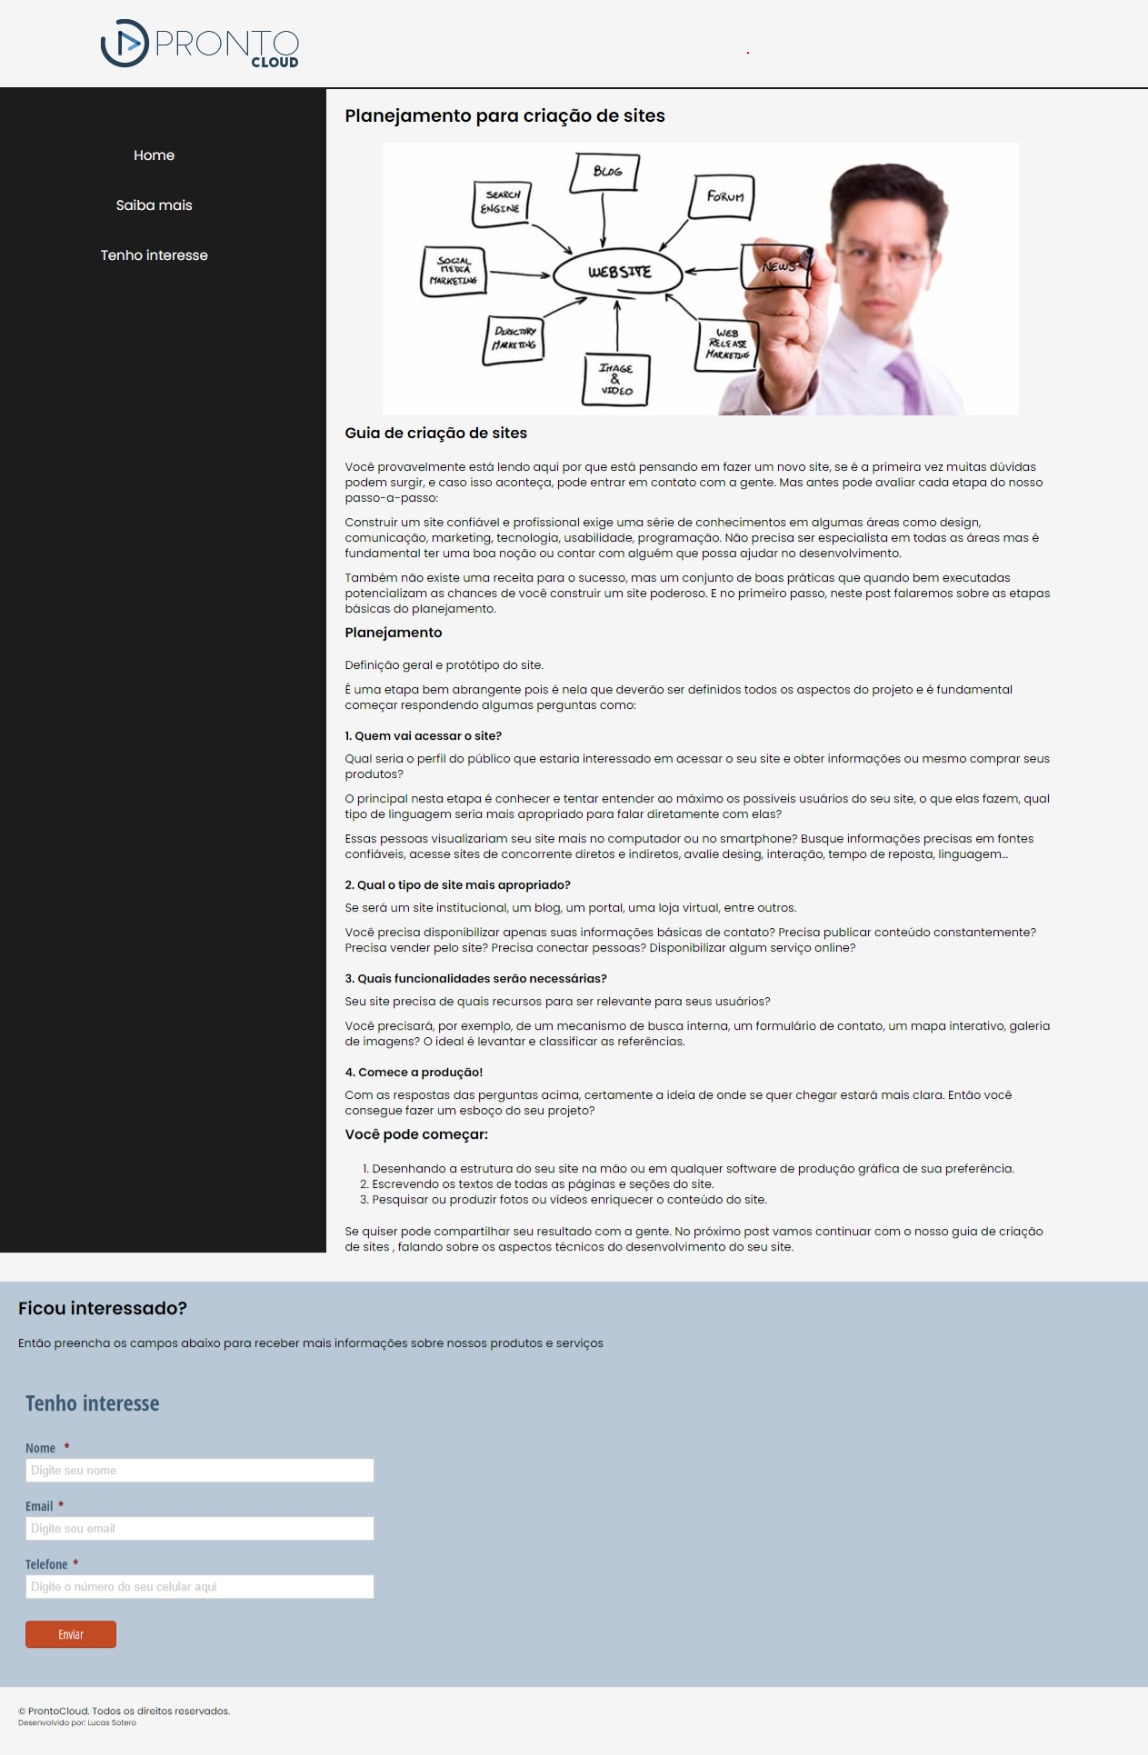 PRONTO
CLOUD
Home
Saiba mais
Tenho interesse
Planejamento para criação de sites
BLOG
SEARCH
ENGINE
FORUM
SOCIAL
MEDIA
MARKETING
WEBSITE
NEWS
DIRECTORY
MARKETING
WEB
RELEASE
MARKETING
IMAGE
&
VIDEO
Guia de criação de sites
Você provavelmente está lendo aqui por que está pensando em fazer um novo site, se é a primeira vez muitas dúvidas
podem surgir, e caso isso aconteça, pode entrar em contato com a gente. Mas antes pode avaliar cada etapa do nosso
passo-a-passo:
Construir um site confiável e profissional exige uma série de conhecimentos em algumas áreas como design,
comunicação, marketing, tecnologia, usabilidade, programação. Não precisa ser especialista em todas as áreas mas é
fundamental ter uma boa noção ou contar com alguém que possa ajudar no desenvolvimento.
Também não existe uma receita para o sucesso, mas um conjunto de boas práticas que quando bem executadas
potencializam as chances de você construir um site poderoso. E no primeiro passo, neste post falaremos sobre as etapas
básicas do planejamento.
Planejamento
Definição geral e protótipo do site.
É uma etapa bem abrangente pois é nela que deverão ser definidos todos os aspectos do projeto e é fundamental
começar respondendo algumas perguntas como:
1. Quem vai acessar o site?
Qual seria o perfil do público que estaria interessado em acessar o seu site e obter informações ou mesmo comprar seus
produtos?
O principal nesta etapa é conhecer e tentar entender ao máximo os possíveis usuários do seu site, o que elas fazem, qual
tipo de linguagem seria mais apropriado para falar diretamente com elas?
Essas pessoas visualizariam seu site mais no computador ou no smartphone? Busque informações precisas em fontes
confiáveis, acesse sites de concorrente diretos e indiretos, avalie desing, interação, tempo de reposta, linguagem...
2. Qual o tipo de site mais apropriado?
Se será um site institucional, um blog, um portal, uma loja virtual, entre outros.
Você precisa disponibilizar apenas suas informações básicas de contato? Precisa publicar conteúdo constantemente?
Precisa vender pelo site? Precisa conectar pessoas? Disponibilizar algum serviço online?
3. Quais funcionalidades serão necessárias?
Seu site precisa de quais recursos para ser relevante para seus usuários?
Você precisará, por exemplo, de um mecanismo de busca interna, um formulário de contato, um mapa interativo, galeria
de imagens? O ideal é levantar e classificar as referências.
4. Comece a produção!
Com as respostas das perguntas acima, certamente a ideia de onde se quer chegar estará mais clara. Então você
consegue fazer um esboço do seu projeto?
Você pode começar:
1. Desenhando a estrutura do seu site na mão ou em qualquer software de produção gráfica de sua preferência.
2. Escrevendo os textos de todas as páginas e seções do site.
3. Pesquisar ou produzir fotos ou vídeos enriquecer o conteúdo do site.
Se quiser pode compartilhar seu resultado com a gente. No próximo post vamos continuar com o nosso guia de criação
de sites , falando sobre os aspectos técnicos do desenvolvimento do seu site.
Ficou interessado?
Então preencha os campos abaixo para receber mais informações sobre nossos produtos e serviços
Tenho interesse
Nome *
Digite seu nome
Email *
Digite seu email
Telefone *
Digite o número do seu celular aqui
Enviar
© ProntoCloud. Todos os direitos reservados.
Desenvolvido por: Lucas Sotero